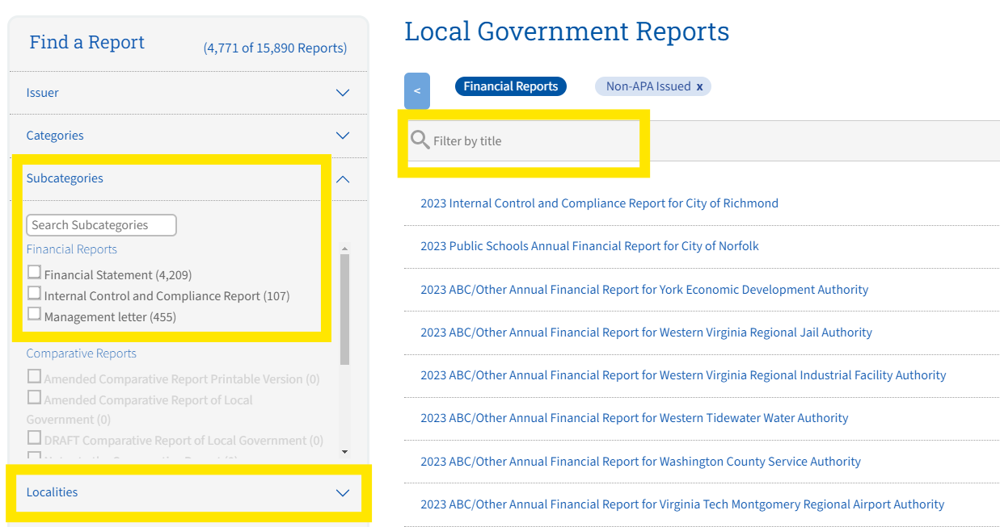 Find a Report
(4,771 of 15,890 Reports)
Issuer
Categories
Subcategories
Search Subcategories
Financial Reports
Financial Statement (4,209)
Internal Control and Compliance Report (107)
Management letter (455)
Comparative Reports
Amended Comparative Report Printable Version (0)
Amended Comparative Report of Local
Government (0)
DRAFT Comparative Report of Local Government (0)
Localities
Local Government Reports
<
Financial Reports
Non-APA Issued x
Filter by title
2023 Internal Control and Compliance Report for City of Richmond
2023 Public Schools Annual Financial Report for City of Norfolk
2023 ABC/Other Annual Financial Report for York Economic Development Authority
2023 ABC/Other Annual Financial Report for Western Virginia Regional Jail Authority
2023 ABC/Other Annual Financial Report for Western Virginia Regional Industrial Facility Authority
2023 ABC/Other Annual Financial Report for Western Tidewater Water Authority
2023 ABC/Other Annual Financial Report for Washington County Service Authority
2023 ABC/Other Annual Financial Report for Virginia Tech Montgomery Regional Airport Authority